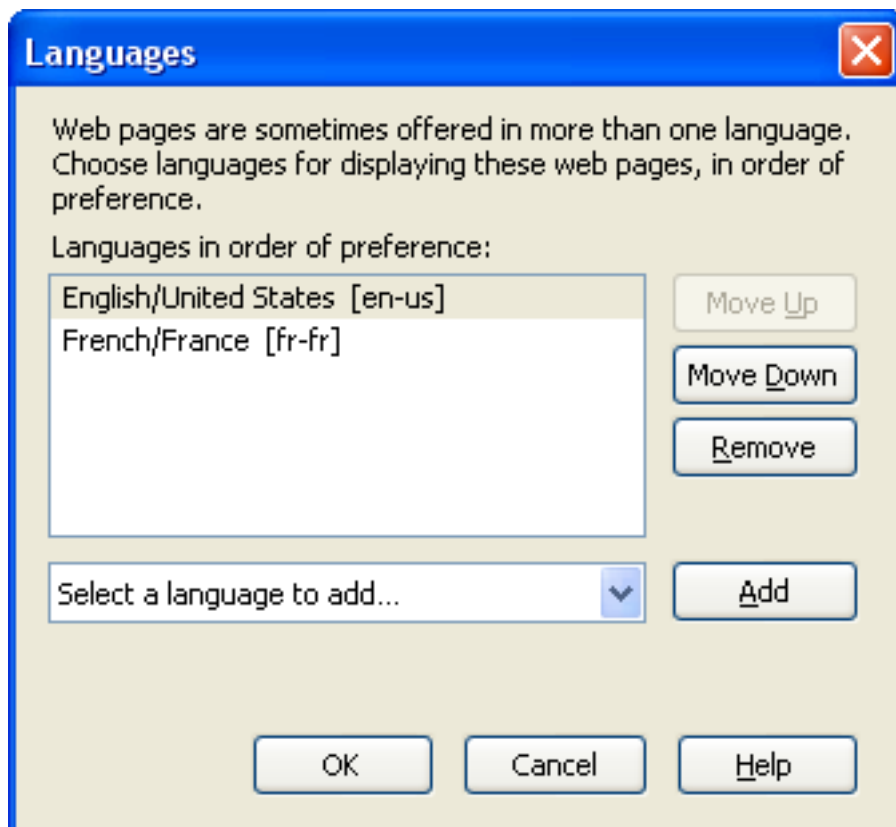 Languages
Web pages are sometimes offered in more than one language.
Choose languages for displaying these web pages, in order of
preference.
Languages in order of preference:
English/United States [en-us]
French/France [fr-fr]
Move Up
Move Down
Remove
Select a language to add...
Add
OK
Cancel
Help